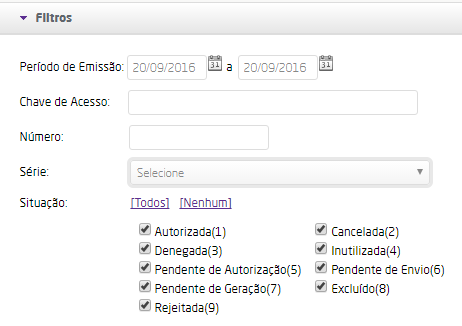 Filtros
Período de Emissão: 20/09/2016 31 a 20/09/2016 31
Chave de Acesso:
Número:
Série: Selecione
Situação: [Todos] [Nenhum]
Autorizada(1) Cancelada(2)
Denegada(3) Inutilizada(4)
Pendente de Autorização(5) Pendente de Envio(6)
Pendente de Geração(7) Excluído(8)
Rejeitada(9)